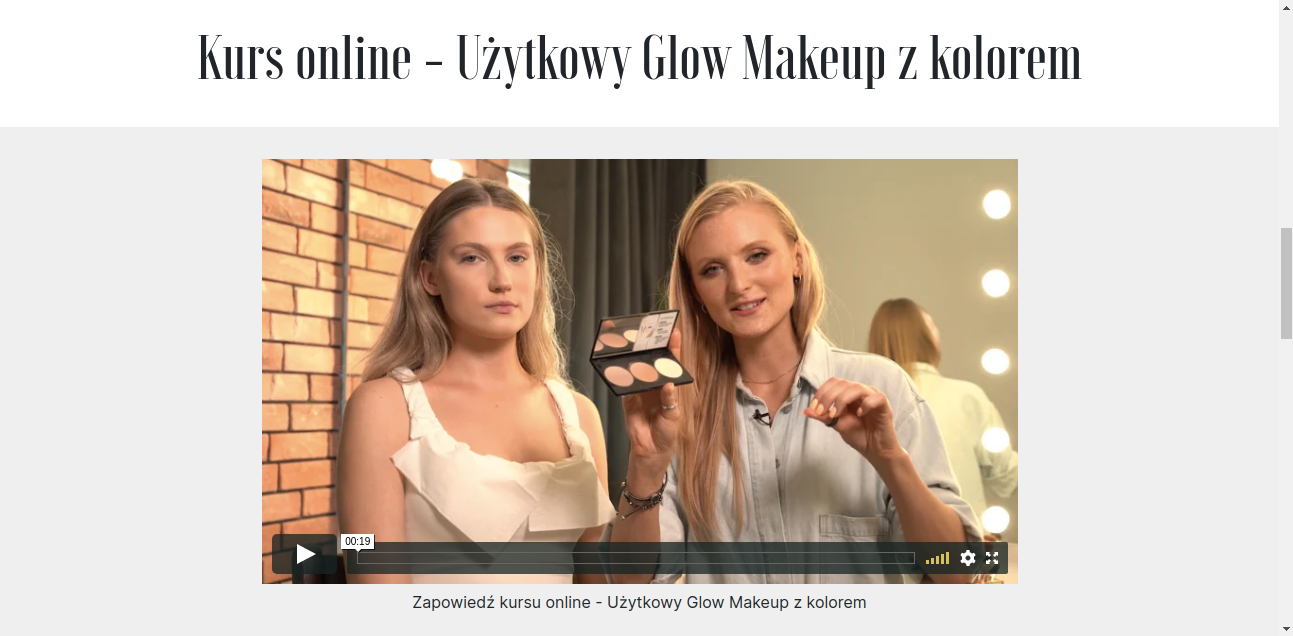 Kurs online - Użytkowy Glow Makeup z kolorem
00:19
Zapowiedź kursu online - Użytkowy Glow Makeup z kolorem